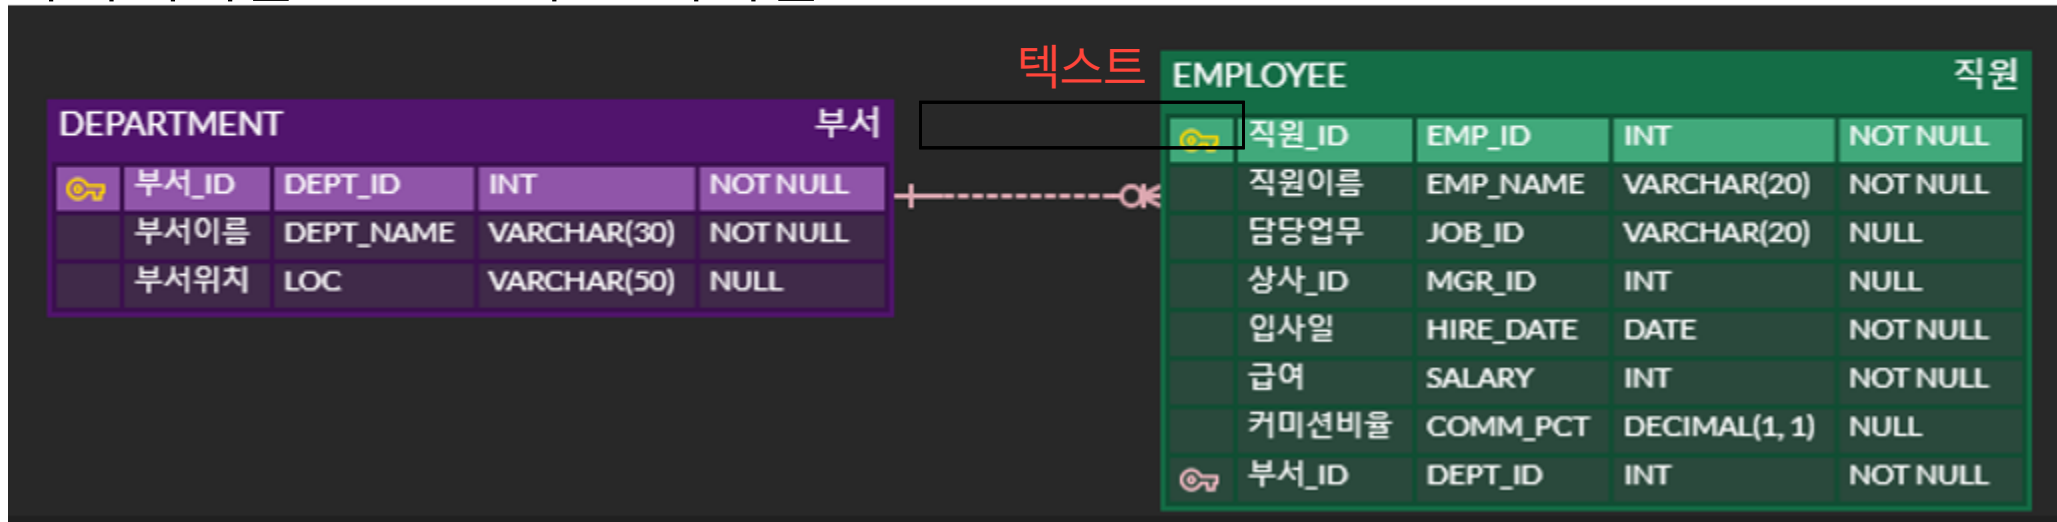 텍스트
DEPARTMENT 부서
부서_ID DEPT_ID INT NOT NULL
부서이름 DEPT_NAME VARCHAR(30) NOT NULL
부서위치 LOC VARCHAR(50) NULL
EMPLOYEE 직원
직원_ID EMP_ID INT NOT NULL
직원이름 EMP_NAME VARCHAR(20) NOT NULL
담당업무 JOB_ID VARCHAR(20) NULL
상사_ID MGR_ID INT NULL
입사일 HIRE_DATE DATE NOT NULL
급여 SALARY INT NOT NULL
커미션비율 COMM_PCT DECIMAL(1, 1) NULL
부서_ID DEPT_ID INT NOT NULL